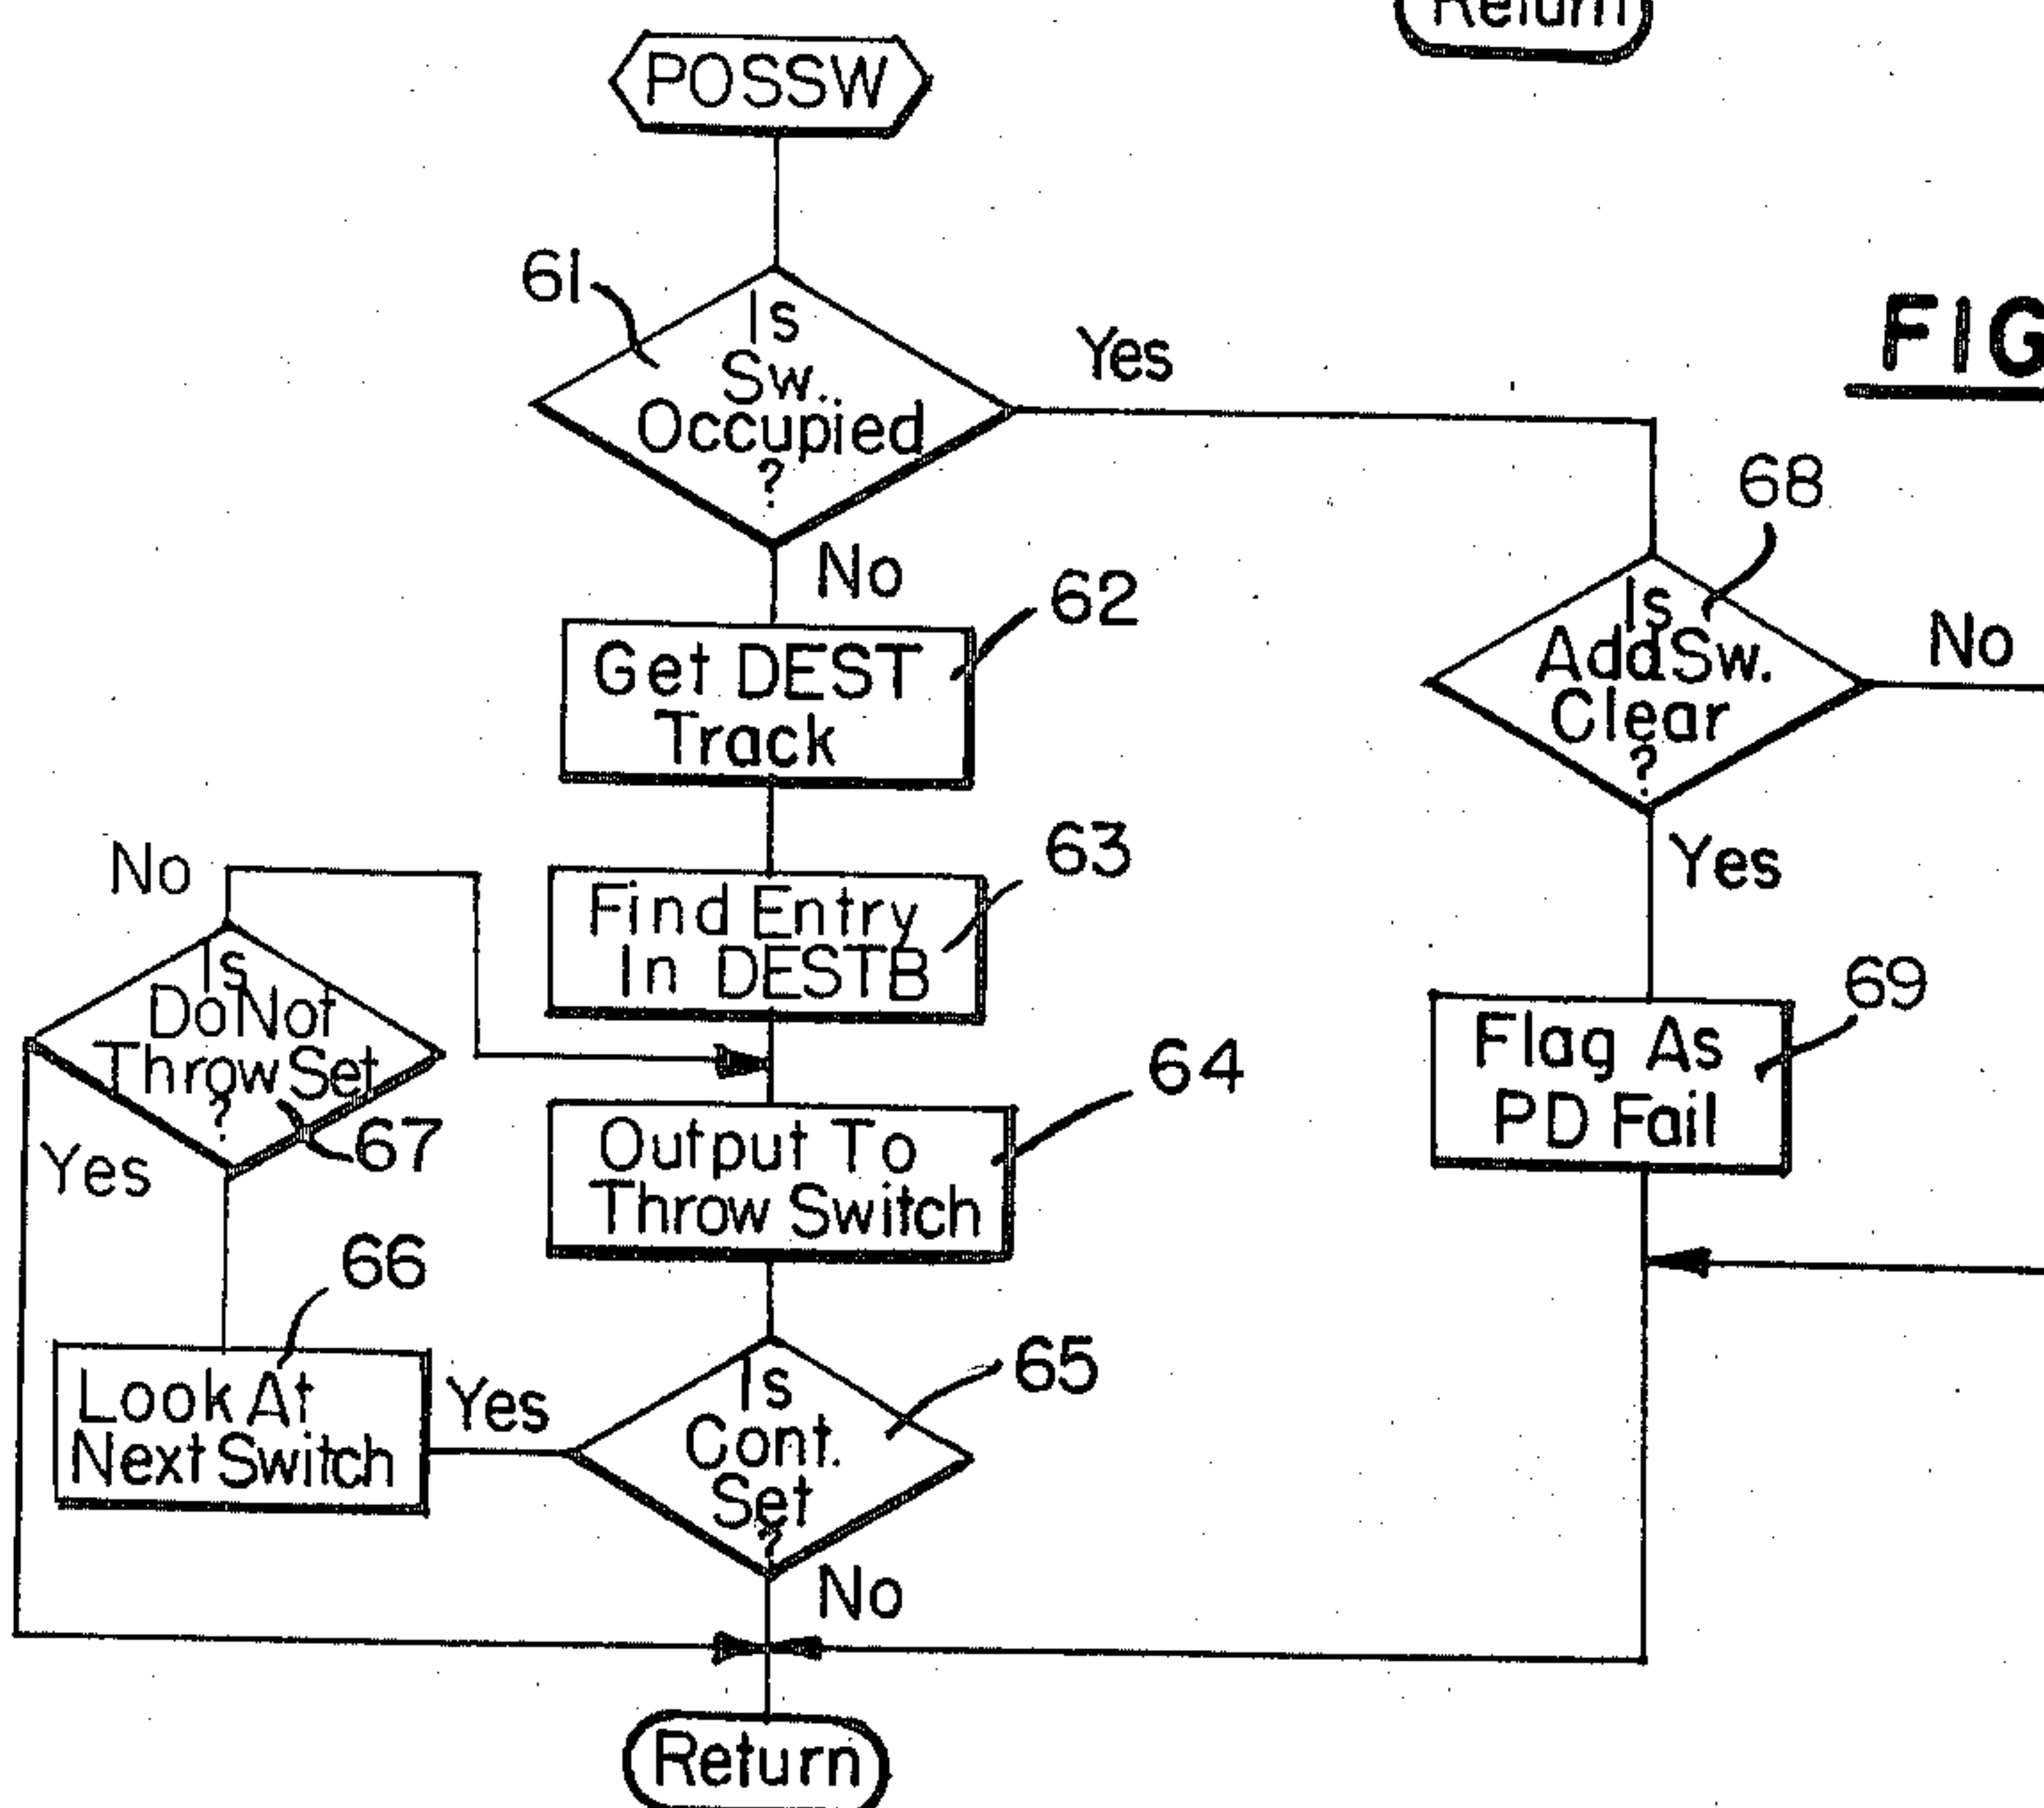 Return
POSSW
61
Is
Sw.
Occupied
?
Yes
No
FIG
62
Get DEST
Track
68
Is
Add Sw.
Clear
?
No
Yes
63
Find Entry
In DESTB
No
Is
Do Not
Throw Set
?
67
Yes
64
Output To
Throw Switch
69
Flag As
PD Fail
66
Look At
Next Switch
Yes
65
Is
Cont.
Set
?
No
Return